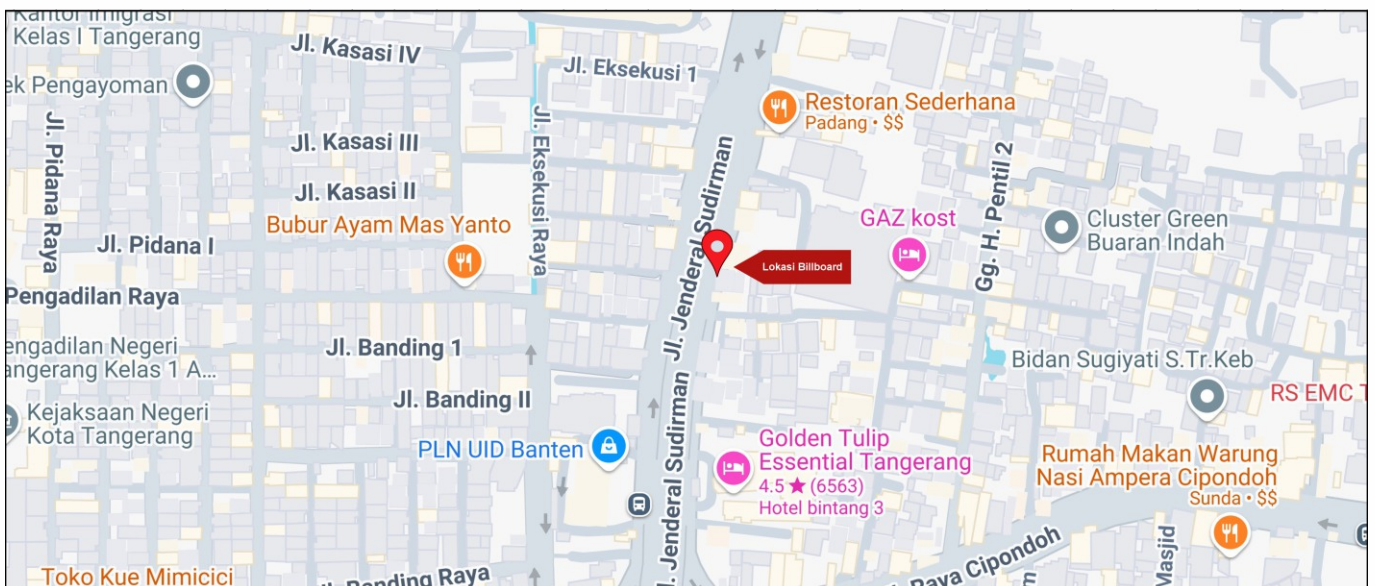 Kantor Imigrasi
Kelas I Tangerang
Jl. Kasasi IV
Jl. Eksekusi 1
ek Pengayoman
Restoran Sederhana
Padang • $$
Jl. Pidana Raya
Jl. Kasasi III
Jl. Eksekusi Raya
Jl. Jenderal Sudirman
Gg. H. Pentil 2
Jl. Kasasi II
Bubur Ayam Mas Yanto
GAZ kost
Cluster Green
Buaran Indah
Jl. Pidana I
Lokasi Billboard
Pengadilan Raya
engadilan Negeri
angerang Kelas 1 A...
Jl. Banding 1
Bidan Sugiyati S.Tr.Keb
RS EMC T
Jl. Banding II
Kejaksaan Negeri
Kota Tangerang
PLN UID Banten
Jl. Jenderal Sudirman
Golden Tulip
Essential Tangerang
4.5 ★ (6563)
Hotel bintang 3
Rumah Makan Warung
Nasi Ampera Cipondoh
Sunda • $$
Raya Cipondoh
Masjid
Toko Kue Mimicici
Banding Raya